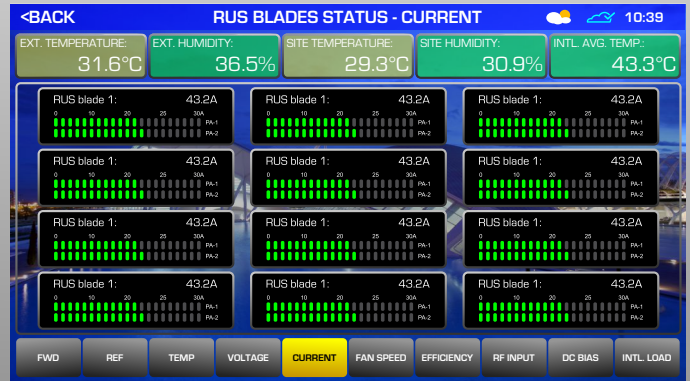 <BACK RUS BLADES STATUS - CURRENT 10:39
EXT. TEMPERATURE: EXT. HUMIDITY: SITE TEMPERATURE: SITE HUMIDITY: INTL. AVG. TEMP.:
31.6°C 36.5% 29.3°C 30.9% 43.3°C
RUS blade 1: 43.2A RUS blade 1: 43.2A RUS blade 1: 43.2A
0 10 20 25 30A 0 10 20 25 30A 0 10 20 25 30A
PA-1 PA-1 PA-1
PA-2 PA-2 PA-2
RUS blade 1: 43.2A RUS blade 1: 43.2A RUS blade 1: 43.2A
0 10 20 25 30A 0 10 20 25 30A 0 10 20 25 30A
PA-1 PA-1 PA-1
PA-2 PA-2 PA-2
RUS blade 1: 43.2A RUS blade 1: 43.2A RUS blade 1: 43.2A
0 10 20 25 30A 0 10 20 25 30A 0 10 20 25 30A
PA-1 PA-1 PA-1
PA-2 PA-2 PA-2
RUS blade 1: 43.2A RUS blade 1: 43.2A RUS blade 1: 43.2A
0 10 20 25 30A 0 10 20 25 30A 0 10 20 25 30A
PA-1 PA-1 PA-1
PA-2 PA-2 PA-2
FWD REF TEMP VOLTAGE CURRENT FAN SPEED EFFICIENCY RF INPUT DC BIAS INTL. LOAD